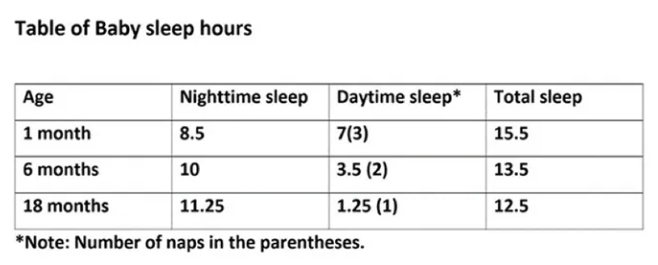 Table of Baby sleep hours
Age Nighttime sleep Daytime sleep* Total sleep
1 month 8.5 7(3) 15.5
6 months 10 3.5 (2) 13.5
18 months 11.25 1.25 (1) 12.5
*Note: Number of naps in the parentheses.